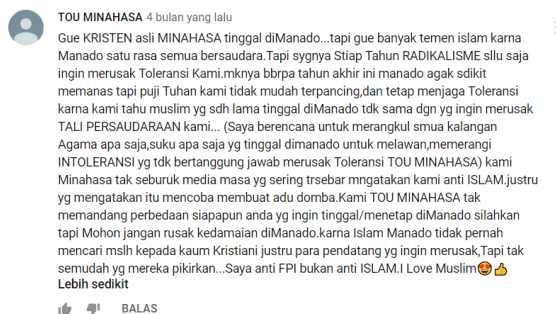 TOU MINAHASA 4 bulan yang lalu
Gue KRISTEN asli MINAHASA tinggal diManado...tapi gue banyak temen islam karna
Manado satu rasa semua bersaudara.Tapi sygnya Stiap Tahun RADIKALISME sllu saja
ingin merusak Toleransi Kami.mknya bbrpa tahun akhir ini manado agak sdikit
memanas tapi puji Tuhan kami tidak mudah terpancing,dan tetap menjaga Toleransi
karna kami tahu muslim yg sdh lama tinggal diManado tdk sama dgn yg ingin merusak
TALI PERSAUDARAAN kami... (Saya berencana untuk merangkul smua kalangan
Agama apa saja,suku apa saja yg tinggal dimanado untuk melawan,memerangi
INTOLERANSI yg tdk bertanggung jawab merusak Toleransi TOU MINAHASA) kami
Minahasa tak seburuk media masa yg sering trsebar mngatakan kami anti ISLAM.justru
yg mengatakan itu mencoba membuat adu domba.Kami TOU MINAHASA tak
memandang perbedaan siapapun anda yg ingin tinggal/menetap diManado silahkan
tapi Mohon jangan rusak kedamaian diManado.karna Islam Manado tidak pernah
mencari mslh kepada kaum Kristiani justru para pendatang yg ingin merusak,Tapi tak
semudah yg mereka pikirkan...Saya anti FPI bukan anti ISLAM.I Love Muslim😍👍
Lebih sedikit
BALAS